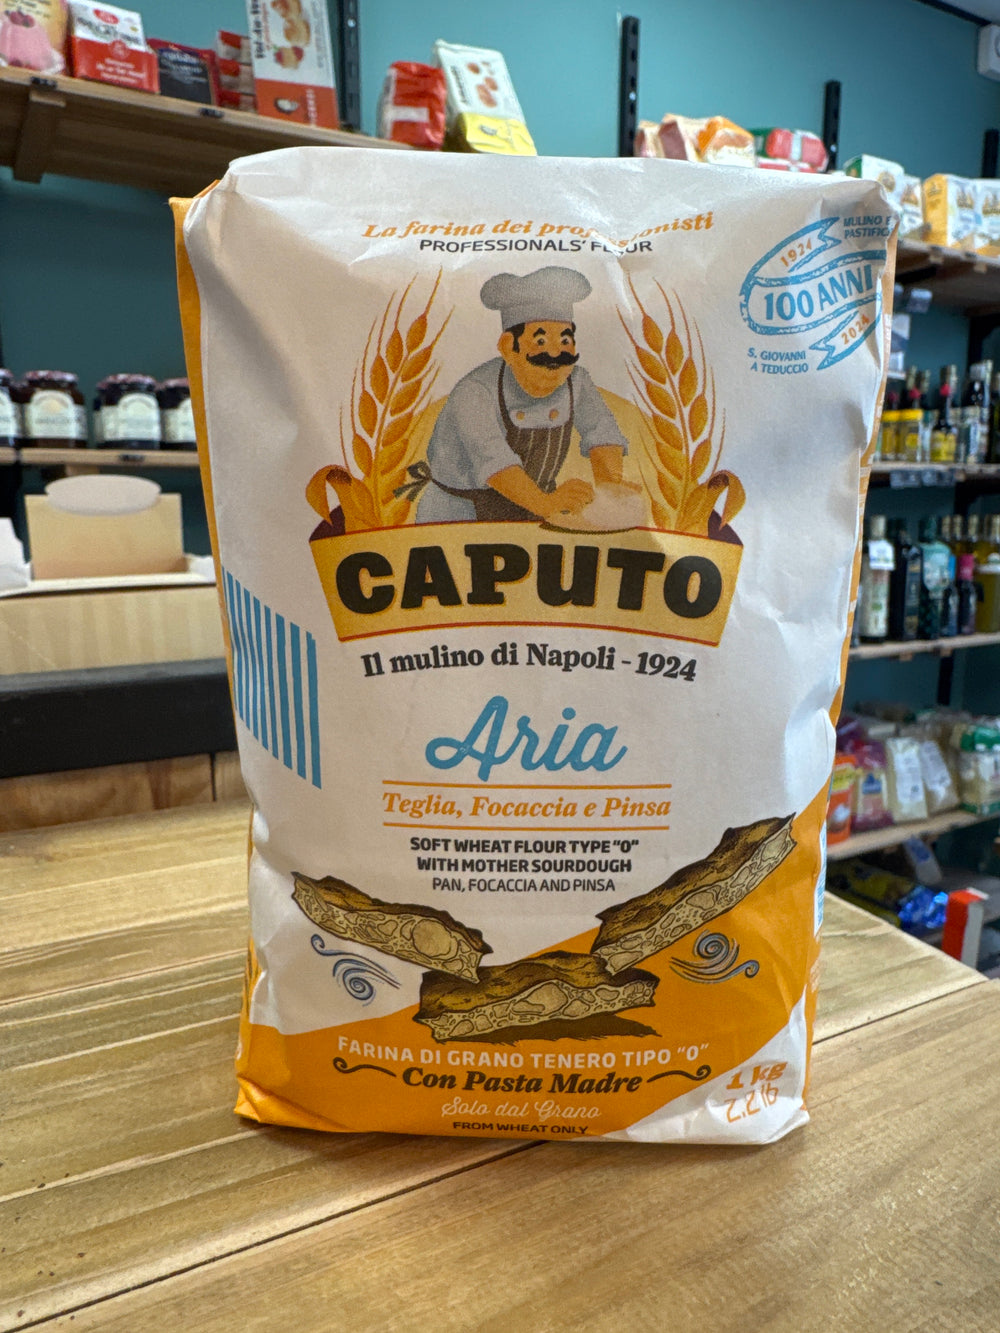 La farina dei professionisti
PROFESSIONALS' FLOUR
MULINO E
PASTIFICIO
1924
100 ANNI
2024
S. GIOVANNI
A TEDUCCIO
CAPUTO
Il mulino di Napoli - 1924
Aria
Teglia, Focaccia e Pinsa
SOFT WHEAT FLOUR TYPE "0"
WITH MOTHER SOURDOUGH
PAN, FOCACCIA AND PINSA
FARINA DI GRANO TENERO TIPO "0"
Con Pasta Madre
Solo dal Grano
FROM WHEAT ONLY
1 kg
2.2 lb